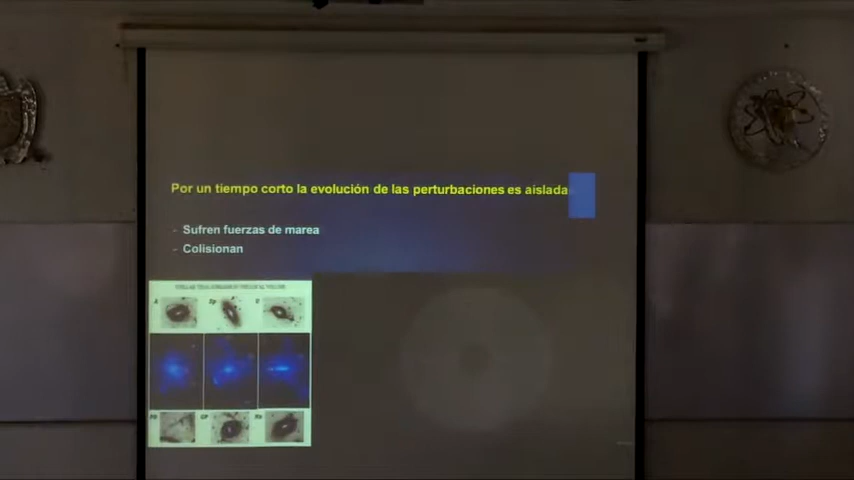 Por un tiempo corto la evolución de las perturbaciones es aislada
- Sufren fuerzas de marea
- Colisionan